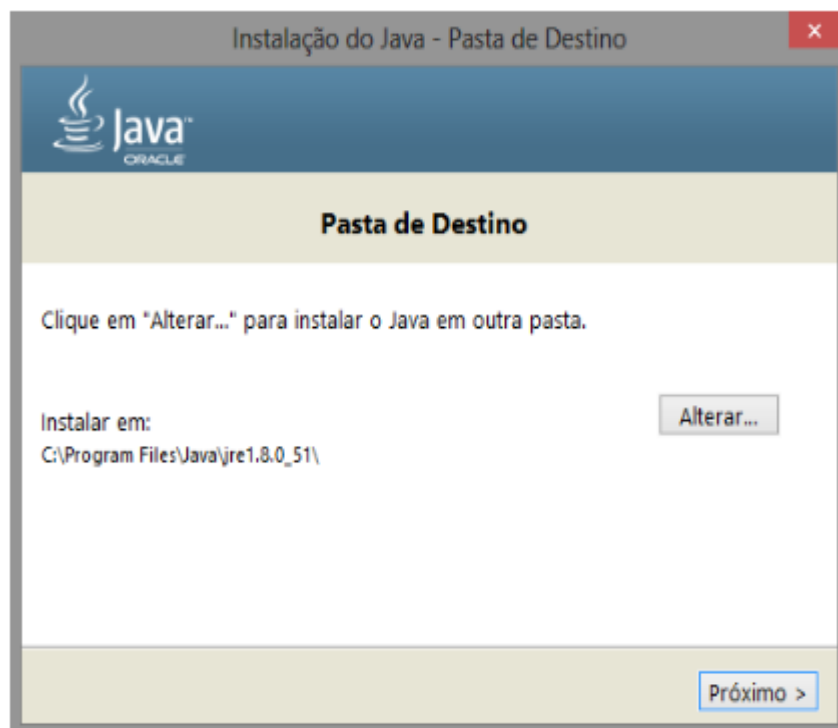 Instalação do Java - Pasta de Destino
x
Java™
ORACLE
Pasta de Destino
Clique em "Alterar..." para instalar o Java em outra pasta.
Instalar em:
Alterar...
C:\Program Files\Java\jre1.8.0_51\
Próximo >